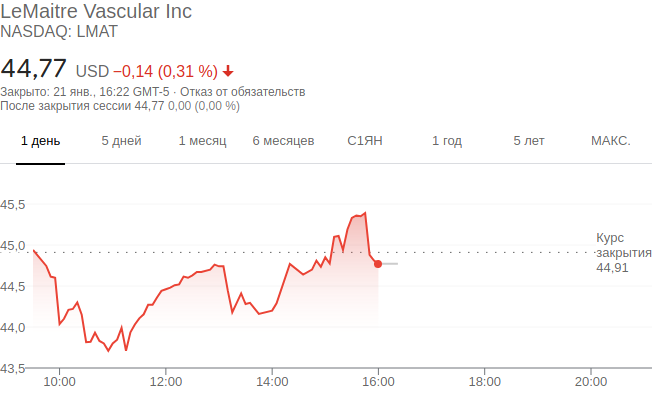 LeMaitre Vascular Inc
NASDAQ: LMAT
44,77 USD −0,14 (0,31 %)
Закрыто: 21 янв., 16:22 GMT-5 · Отказ от обязательств
После закрытия сессии 44,77 0,00 (0,00 %)
1 день 5 дней 1 месяц 6 месяцев С1ЯН 1 год 5 лет МАКС.
45,5
45,0
44,5
44,0
43,5
Курс
закрытия
44,91
10:00 12:00 14:00 16:00 18:00 20:00